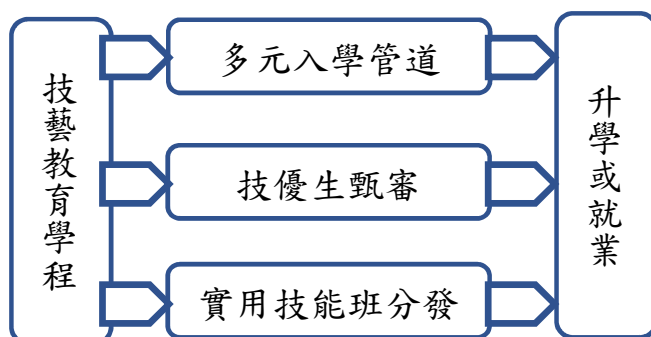 技藝教育學程
多元入學管道
技優生甄審
實用技能班分發
升學或就業